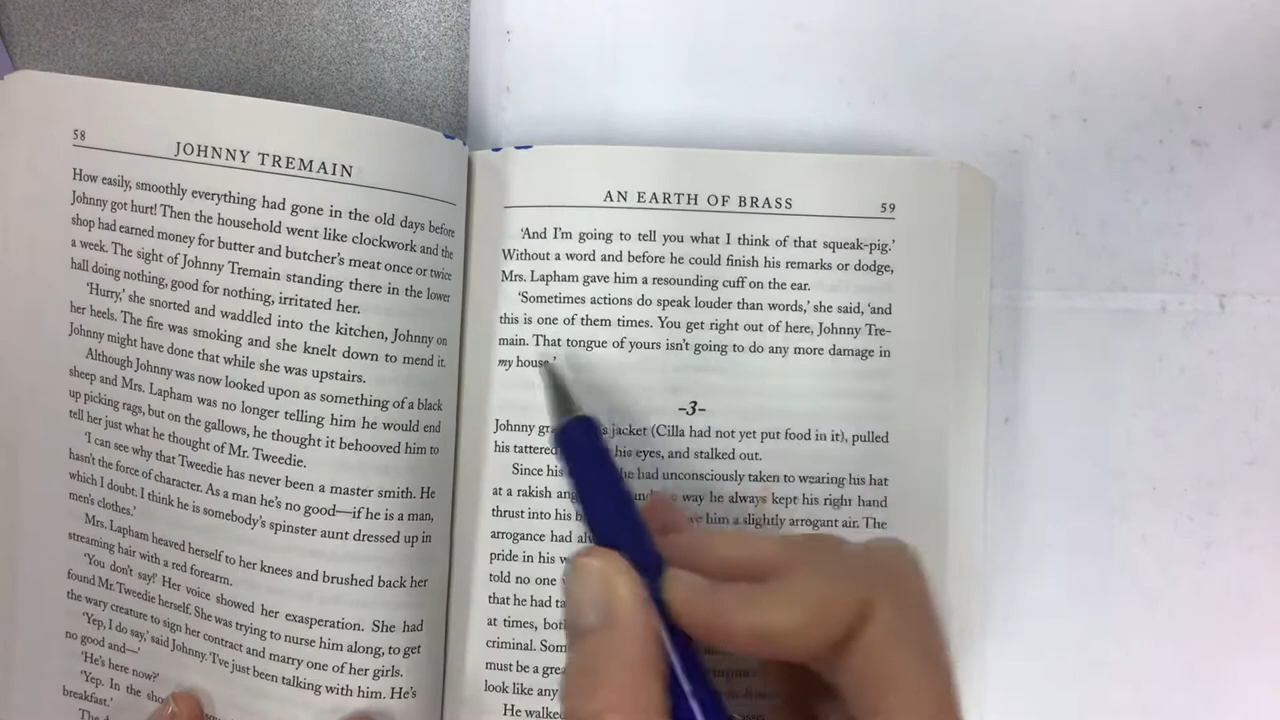 58
JOHNNY TREMAIN
How easily, smoothly everything had gone in the old days before
Johnny got hurt! Then the household went like clockwork and the
shop had earned money for butter and butcher's meat once or twice
a week. The sight of Johnny Tremain standing there in the lower
hall doing nothing, good for nothing, irritated her.
'Hurry,' she snorted and waddled into the kitchen, Johnny on
her heels. The fire was smoking and she knelt down to mend it.
Johnny might have done that while she was upstairs.
Although Johnny was now looked upon as something of a black
sheep and Mrs. Lapham was no longer telling him he would end
up picking rags, but on the gallows, he thought it behooved him to
tell her just what he thought of Mr. Tweedie.
'I can see why that Tweedie has never been a master smith. He
hasn't the force of character. As a man he's no good—if he is a man,
which I doubt. I think he is somebody's spinster aunt dressed up in
men's clothes.'
Mrs. Lapham heaved herself to her knees and brushed back her
streaming hair with a red forearm.
'You don't say!' Her voice showed her exasperation. She had
found Mr. Tweedie herself. She was trying to nurse him along, to get
the wary creature to sign her contract and marry one of her girls.
'Yep, I do say,' said Johnny. 'I've just been talking with him. He's
no good and—'
'He's here now?'
'Yep. In the
breakfast.'
AN EARTH OF BRASS
59
'And I'm going to tell you what I think of that squeak-pig.'
Without a word and before he could finish his remarks or dodge,
Mrs. Lapham gave him a resounding cuff on the ear.
'Sometimes actions do speak louder than words,' she said, 'and
this is one of them times. You get right out of here, Johnny Tre-
main. That tongue of yours isn't going to do any more damage in
my house.'
-3-
Johnny jacket (Cilla had not yet put food in it), pulled
his tattered his eyes, and stalked out.
Since his he had unconsciously taken to wearing his hat
at a rakish way he always kept his right hand
thrust into his him a slightly arrogant air. The
arrogance had
pride in his
told no one
that he had
at times,
criminal.
must be a
look like any
He walked